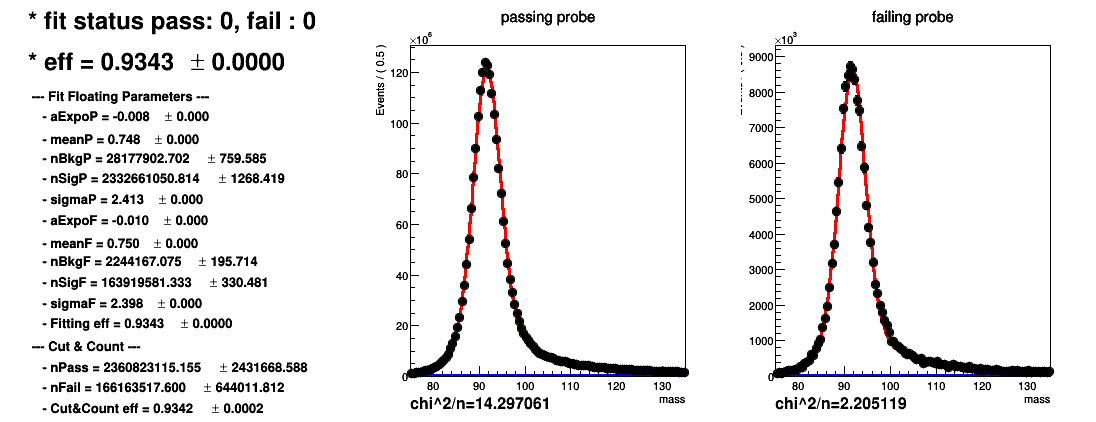 * fit status pass: 0, fail : 0
* eff = 0.9343 ± 0.0000
--- Fit Floating Parameters ---
- aExpoP = -0.008 ± 0.000
- meanP = 0.748 ± 0.000
- nBkgP = 28177902.702 ± 759.585
- nSigP = 2332661050.814 ± 1268.419
- sigmaP = 2.413 ± 0.000
- aExpoF = -0.010 ± 0.000
- meanF = 0.750 ± 0.000
- nBkgF = 2244167.075 ± 195.714
- nSigF = 163919581.333 ± 330.481
- sigmaF = 2.398 ± 0.000
- Fitting eff = 0.9343 ± 0.0000
--- Cut & Count ---
- nPass = 2360823115.155 ± 2431668.588
- nFail = 166163517.600 ± 644011.812
- Cut&Count eff = 0.9342 ± 0.0002
passing probe
×10⁶
Events / ( 0.5 )
120
100
80
60
40
20
0
80 90 100 110 120 130
mass
chi^2/n=14.297061
failing probe
×10³
9000
8000
7000
6000
5000
4000
3000
2000
1000
0
80 90 100 110 120 130
mass
chi^2/n=2.205119